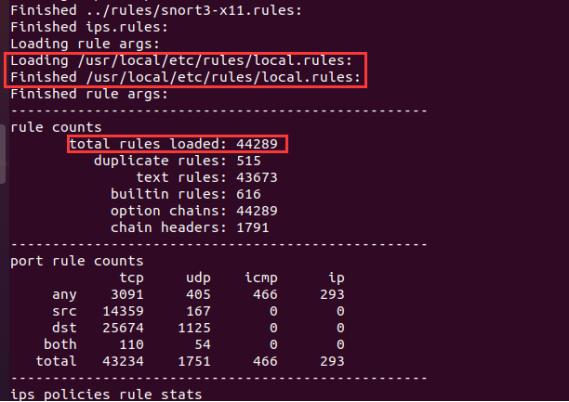 Finished ../rules/snort3-x11.rules:
Finished ips.rules:
Loading rule args:
Loading /usr/local/etc/rules/local.rules:
Finished /usr/local/etc/rules/local.rules:
Finished rule args:
--------------------------------------------------
rule counts
       total rules loaded: 44289
          duplicate rules: 515
               text rules: 43673
            builtin rules: 616
            option chains: 44289
            chain headers: 1791
--------------------------------------------------
port rule counts
             tcp     udp    icmp      ip
     any    3091     405     466     293
     src   14359     167       0       0
     dst   25674    1125       0       0
    both     110      54       0       0
   total   43234    1751     466     293
--------------------------------------------------
ips policies rule stats